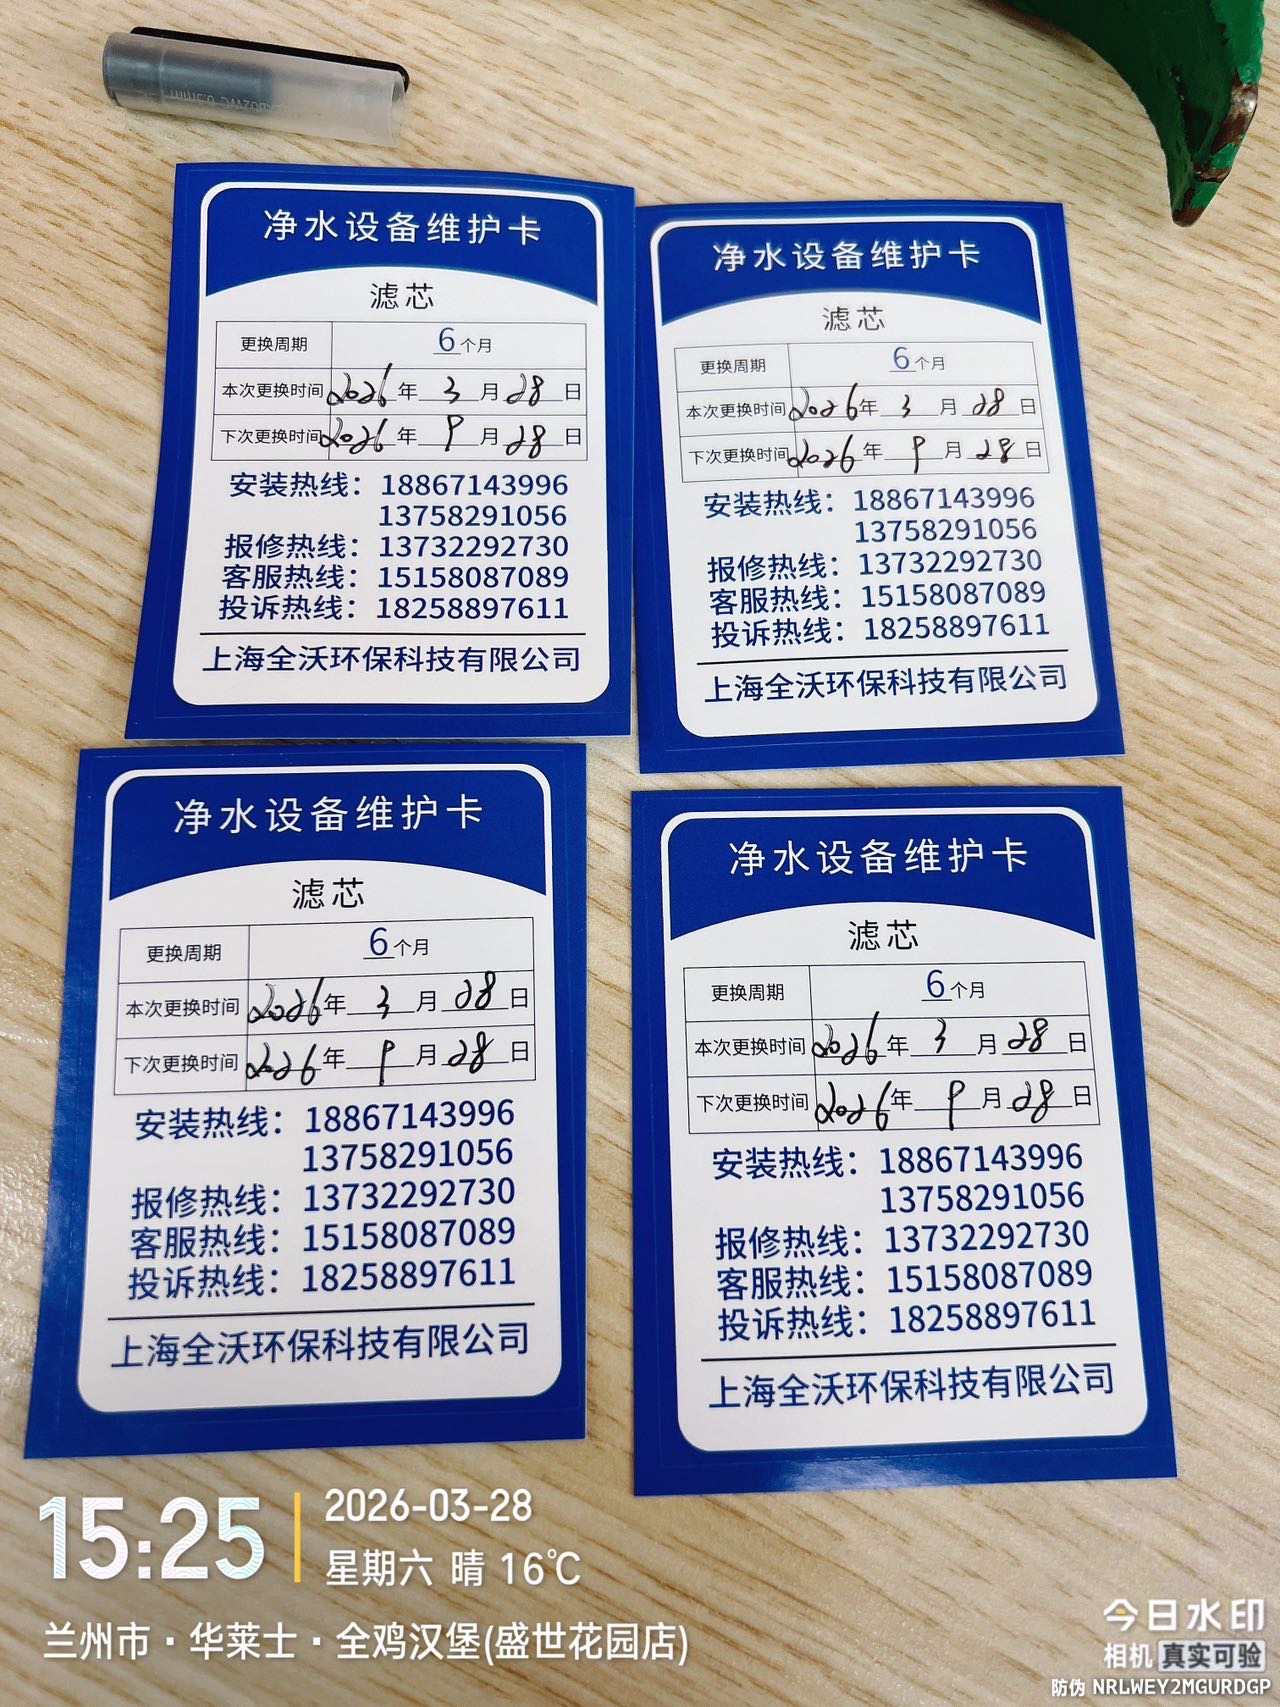 净水设备维护卡
滤芯
更换周期 6个月
本次更换时间 2026年 3 月 28 日
下次更换时间 2026年 9 月 28 日
安装热线：18867143996
13758291056
报修热线：13732292730
客服热线：15158087089
投诉热线：18258897611
上海全沃环保科技有限公司
净水设备维护卡
滤芯
更换周期 6个月
本次更换时间 2026年 3 月 28 日
下次更换时间 2026年 9 月 28 日
安装热线：18867143996
13758291056
报修热线：13732292730
客服热线：15158087089
投诉热线：18258897611
上海全沃环保科技有限公司
净水设备维护卡
滤芯
更换周期 6个月
本次更换时间 2026年 3 月 28 日
下次更换时间 2026年 9 月 28 日
安装热线：18867143996
13758291056
报修热线：13732292730
客服热线：15158087089
投诉热线：18258897611
上海全沃环保科技有限公司
净水设备维护卡
滤芯
更换周期 6个月
本次更换时间 2026年 3 月 28 日
下次更换时间 2026年 9 月 28 日
安装热线：18867143996
13758291056
报修热线：13732292730
客服热线：15158087089
投诉热线：18258897611
上海全沃环保科技有限公司
15:25
2026-03-28
星期六 晴 16℃
兰州市·华莱士·全鸡汉堡(盛世花园店)
今日水印
相机 真实可验
防伪 NRLWEY2MGURDGP